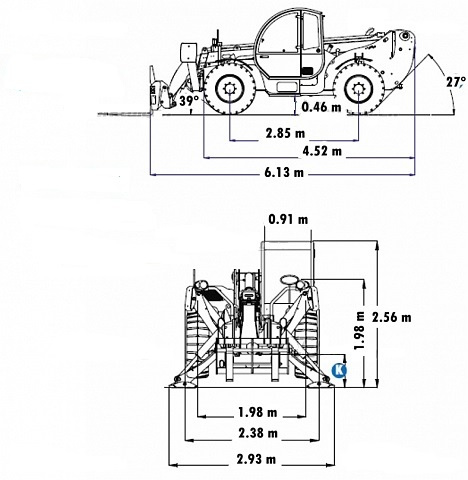 39°
0.46 m
27°
2.85 m
4.52 m
6.13 m
0.91 m
1.98 m
2.56 m
K
1.98 m
2.38 m
2.93 m